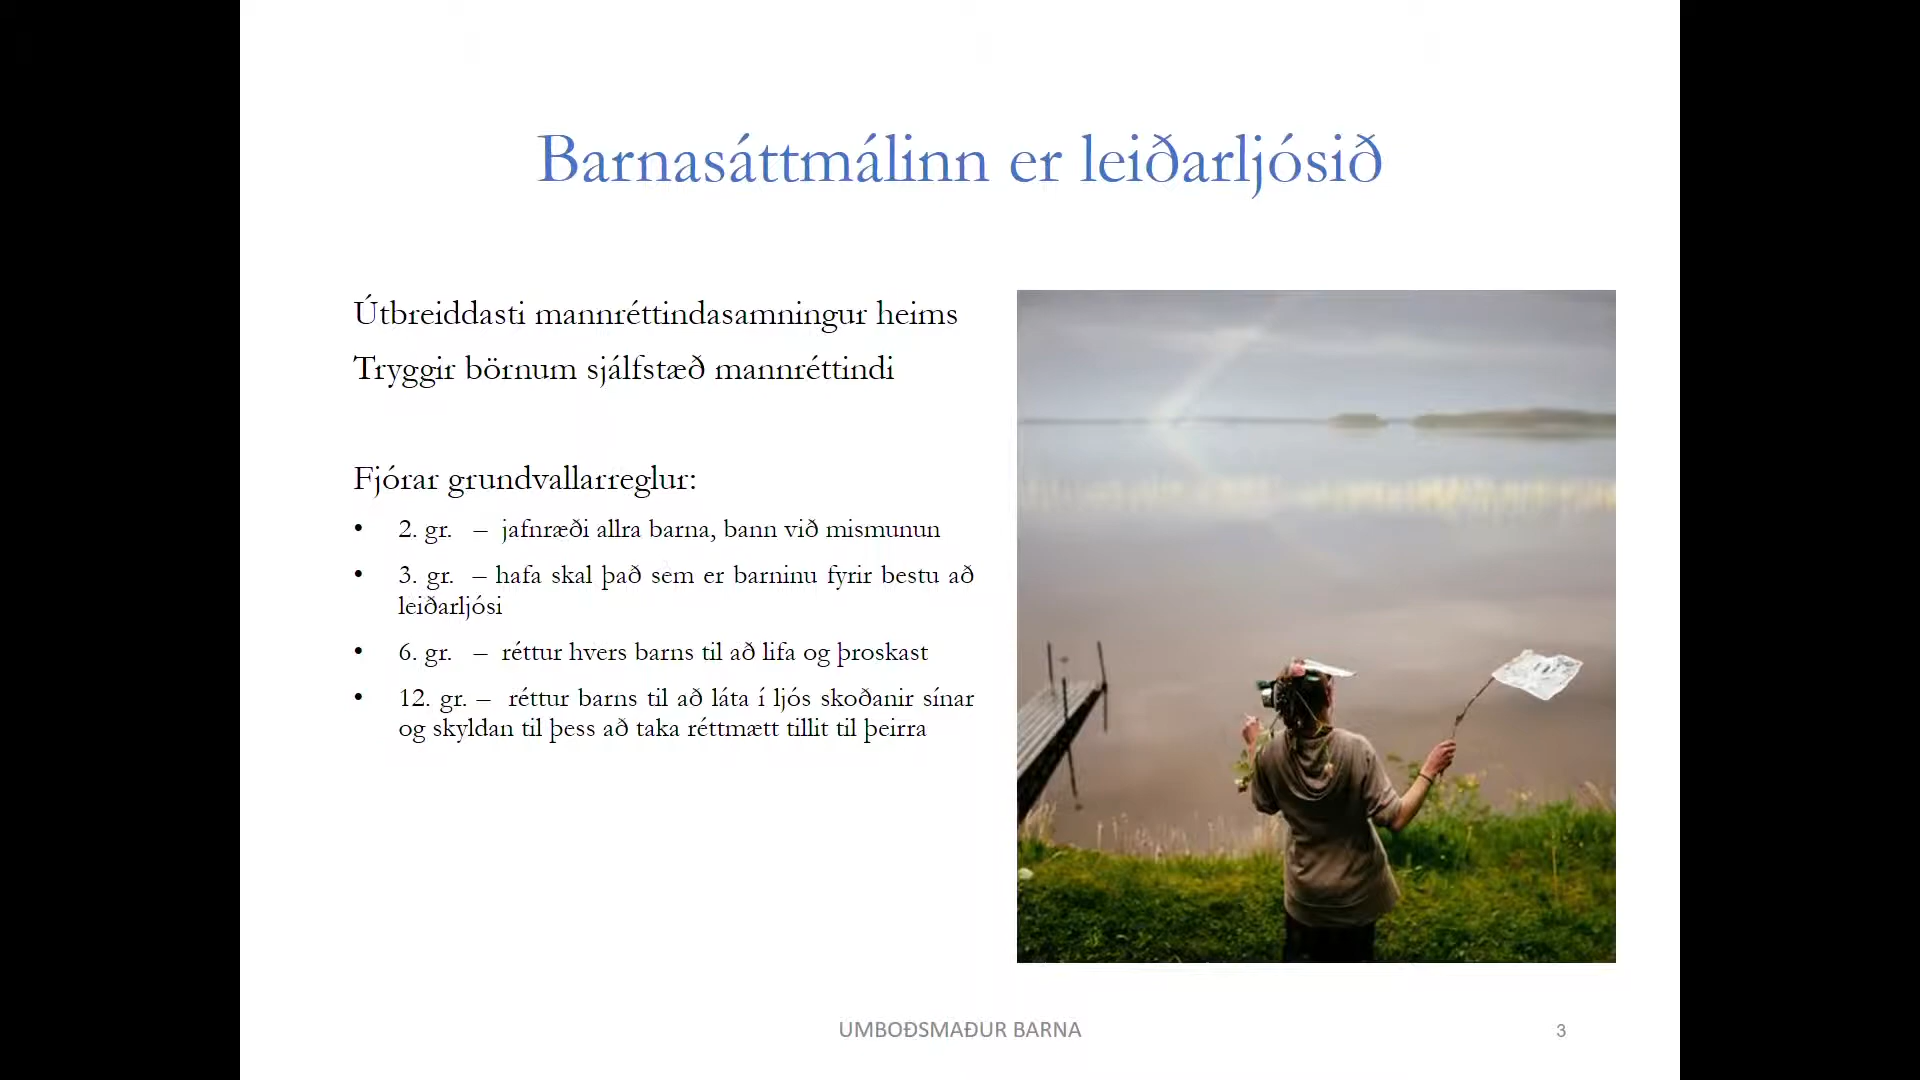 Barnasáttmálinn er leiðarljósið
Útbreiddasti mannréttindasamningur heims
Tryggir börnum sjálfstæð mannréttindi
Fjórar grundvallarreglur:
• 2. gr. – jafnræði allra barna, bann við mismunun
• 3. gr. – hafa skal það sem er barninu fyrir bestu að
leiðarljósi
• 6. gr. – réttur hvers barns til að lifa og þroskast
• 12. gr. – réttur barns til að láta í ljós skoðanir sínar
og skyldan til þess að taka réttmætt tillit til þeirra
UMBOÐSMAÐUR BARNA
3